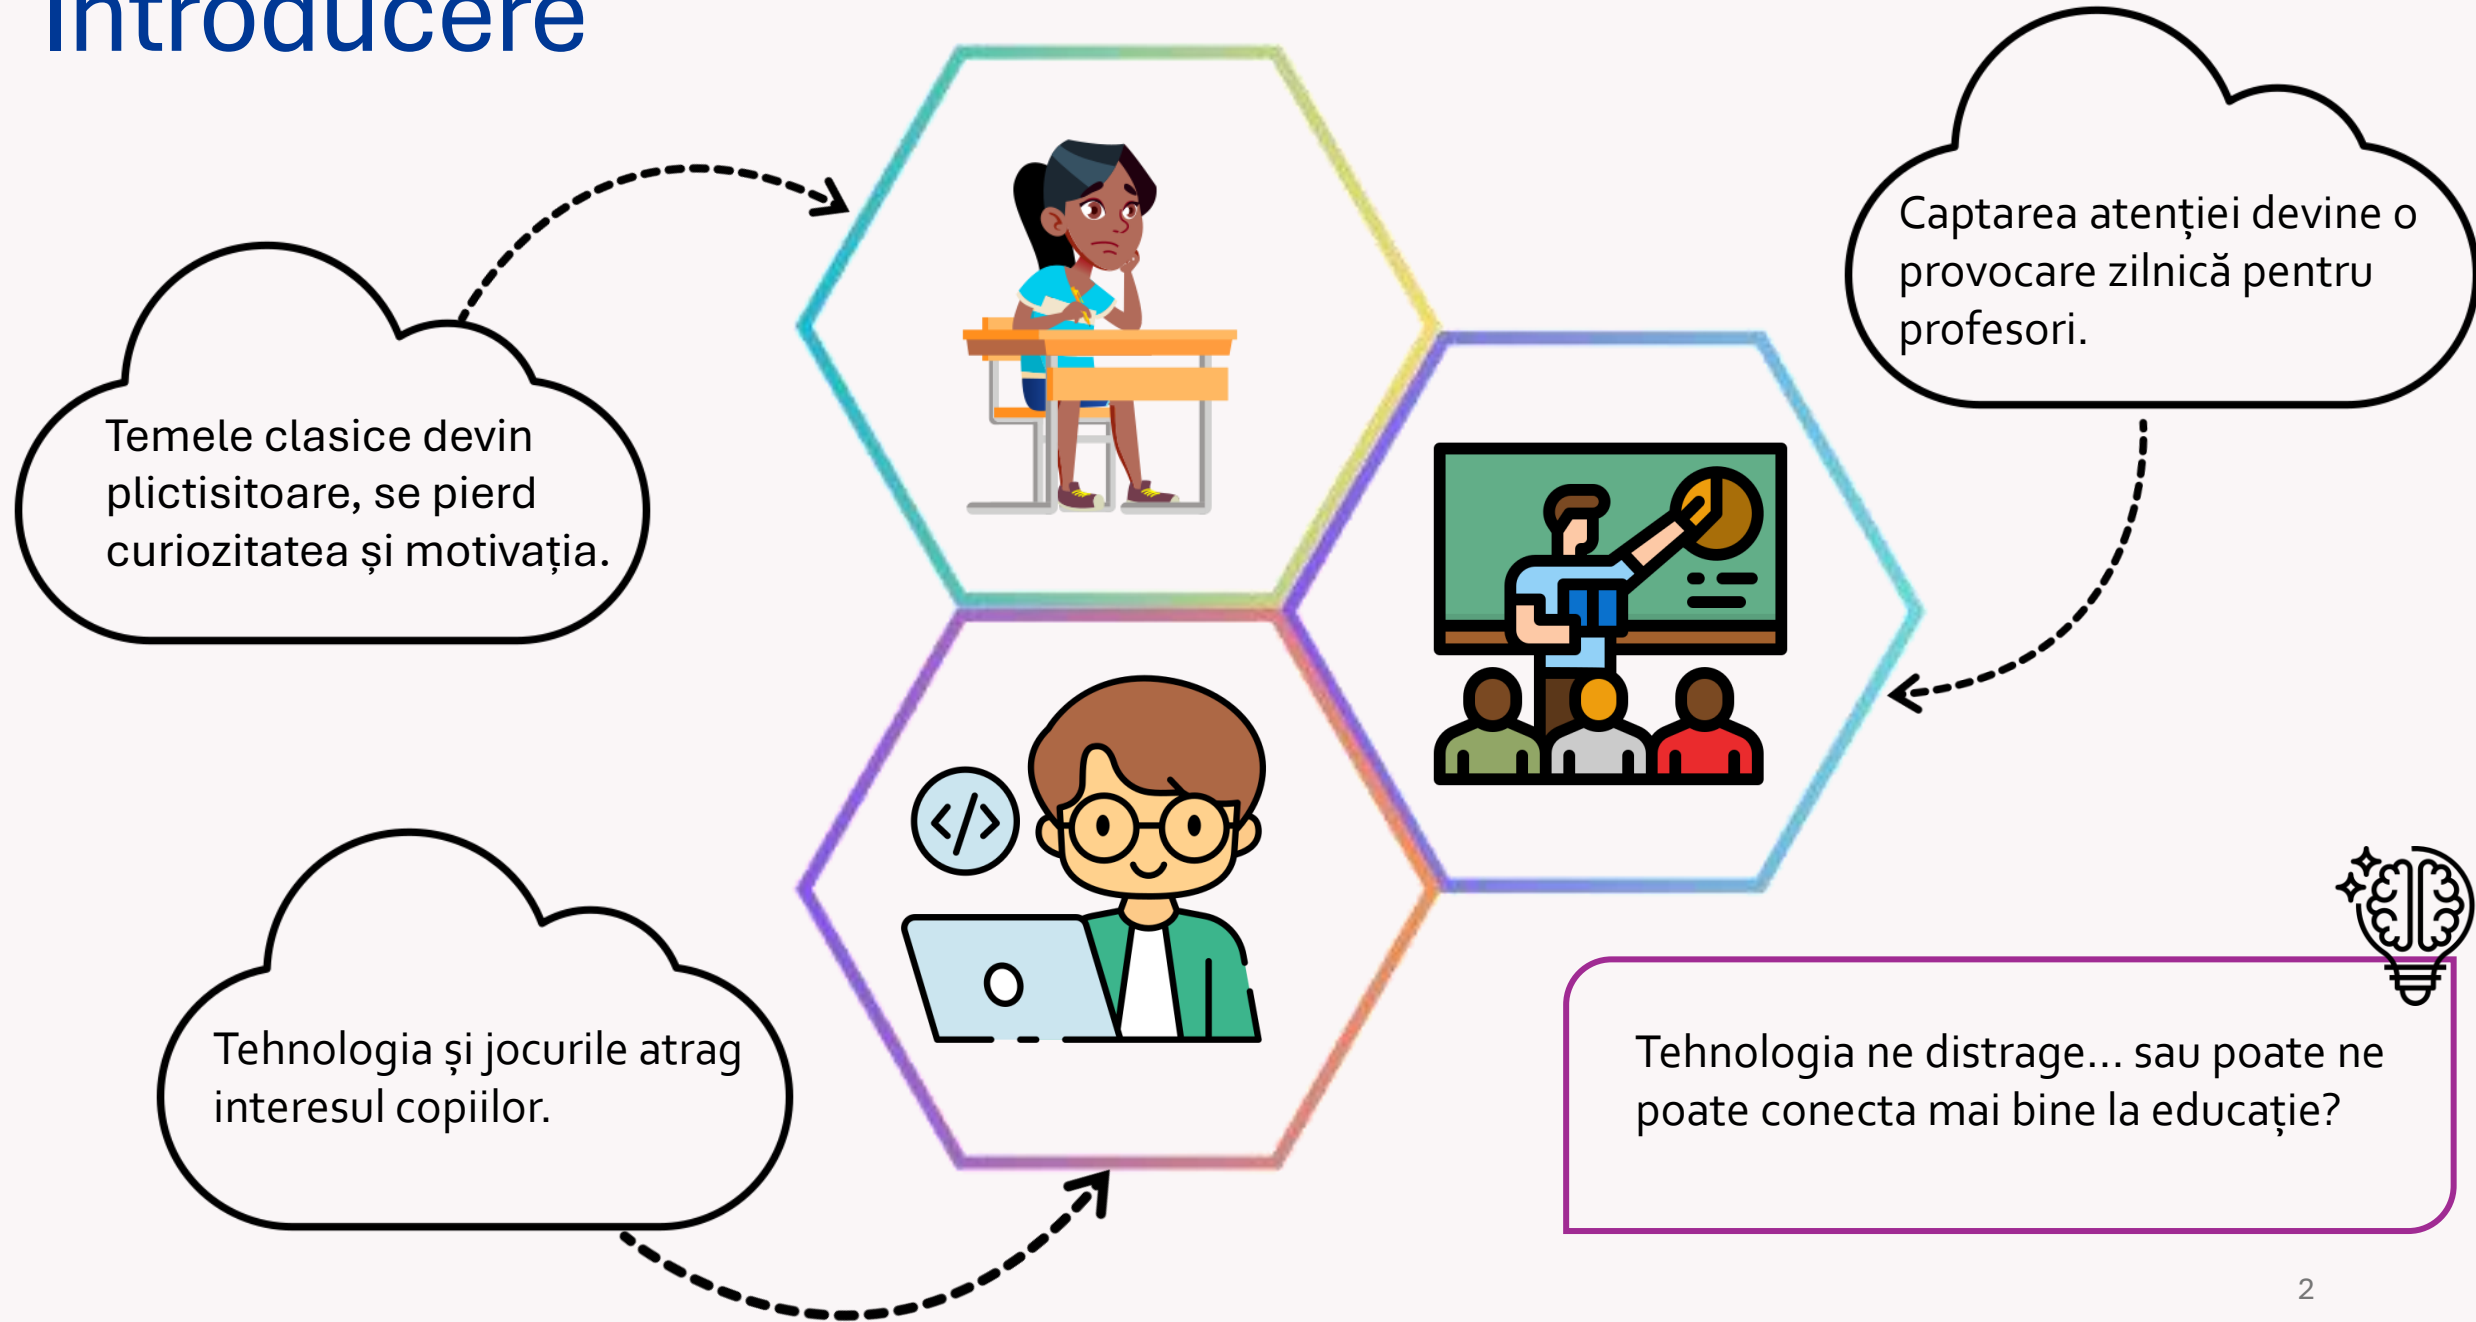 Introducere
Temele clasice devin
plictisitoare, se pierd
curiozitatea și motivația.
Captarea atenției devine o
provocare zilnică pentru
profesori.
Tehnologia și jocurile atrag
interesul copiilor.
Tehnologia ne distrage... sau poate ne
poate conecta mai bine la educație?
2